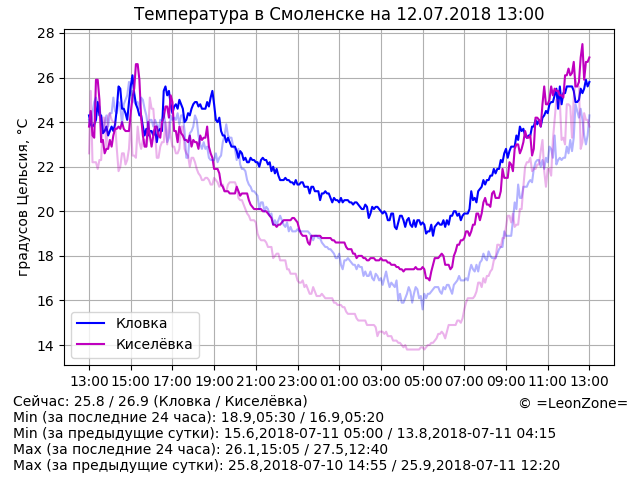 Температура в Смоленске на 12.07.2018 13:00
28
26
24
22
20
18
16
14
градусов Цельсия, °C
Кловка
Киселёвка
13:00 15:00 17:00 19:00 21:00 23:00 01:00 03:00 05:00 07:00 09:00 11:00 13:00
Сейчас: 25.8 / 26.9 (Кловка / Киселёвка)
© =LeonZone=
Min (за последние 24 часа): 18.9,05:30 / 16.9,05:20
Min (за предыдущие сутки): 15.6,2018-07-11 05:00 / 13.8,2018-07-11 04:15
Max (за последние 24 часа): 26.1,15:05 / 27.5,12:40
Max (за предыдущие сутки): 25.8,2018-07-10 14:55 / 25.9,2018-07-11 12:20